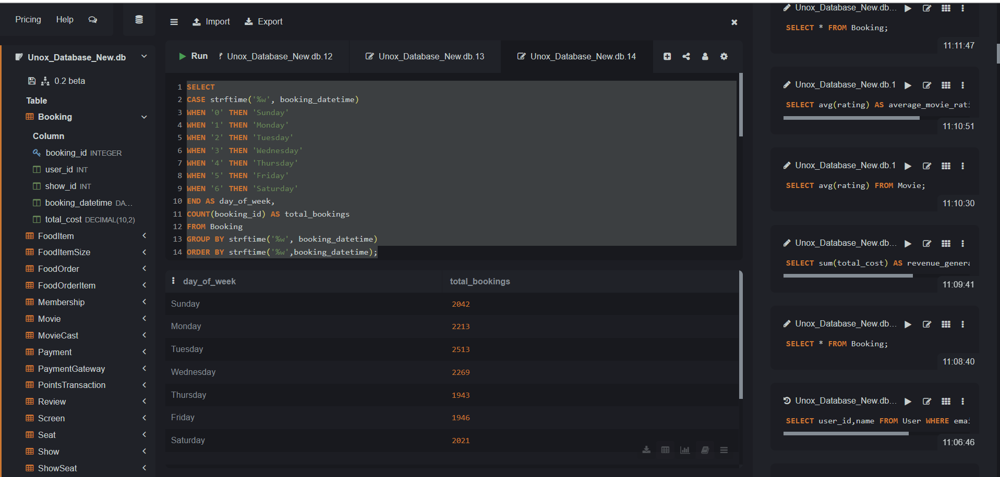 Pricing Help
Import Export
Unox_Database_New.db
0.2 beta
Table
Booking
Column
booking_id INTEGER
user_id INT
show_id INT
booking_datetime DA...
total_cost DECIMAL(10,2)
FoodItem
FoodItemSize
FoodOrder
FoodOrderItem
Membership
Movie
MovieCast
Payment
PaymentGateway
PointsTransaction
Review
Screen
Seat
Show
ShowSeat
Run Unox_Database_New.db.12 Unox_Database_New.db.13 Unox_Database_New.db.14
1 SELECT
2 CASE strftime('%w', booking_datetime)
3 WHEN '0' THEN 'Sunday'
4 WHEN '1' THEN 'Monday'
5 WHEN '2' THEN 'Tuesday'
6 WHEN '3' THEN 'Wednesday'
7 WHEN '4' THEN 'Thursday'
8 WHEN '5' THEN 'Friday'
9 WHEN '6' THEN 'Saturday'
10 END AS day_of_week,
11 COUNT(booking_id) AS total_bookings
12 FROM Booking
13 GROUP BY strftime('%w', booking_datetime)
14 ORDER BY strftime('%w',booking_datetime);
day_of_week total_bookings
Sunday 2042
Monday 2213
Tuesday 2513
Wednesday 2269
Thursday 1943
Friday 1946
Saturday 2021
Unox_Database_New.db...
SELECT * FROM Booking;
11:11:47
Unox_Database_New.db.1
SELECT avg(rating) AS average_movie_rati
11:10:51
Unox_Database_New.db.1
SELECT avg(rating) FROM Movie;
11:10:30
Unox_Database_New.db...
SELECT sum(total_cost) AS revenue_genera
11:09:41
Unox_Database_New.db...
SELECT * FROM Booking;
11:08:40
Unox_Database_New.db...
SELECT user_id,name FROM User WHERE emai
11:06:46